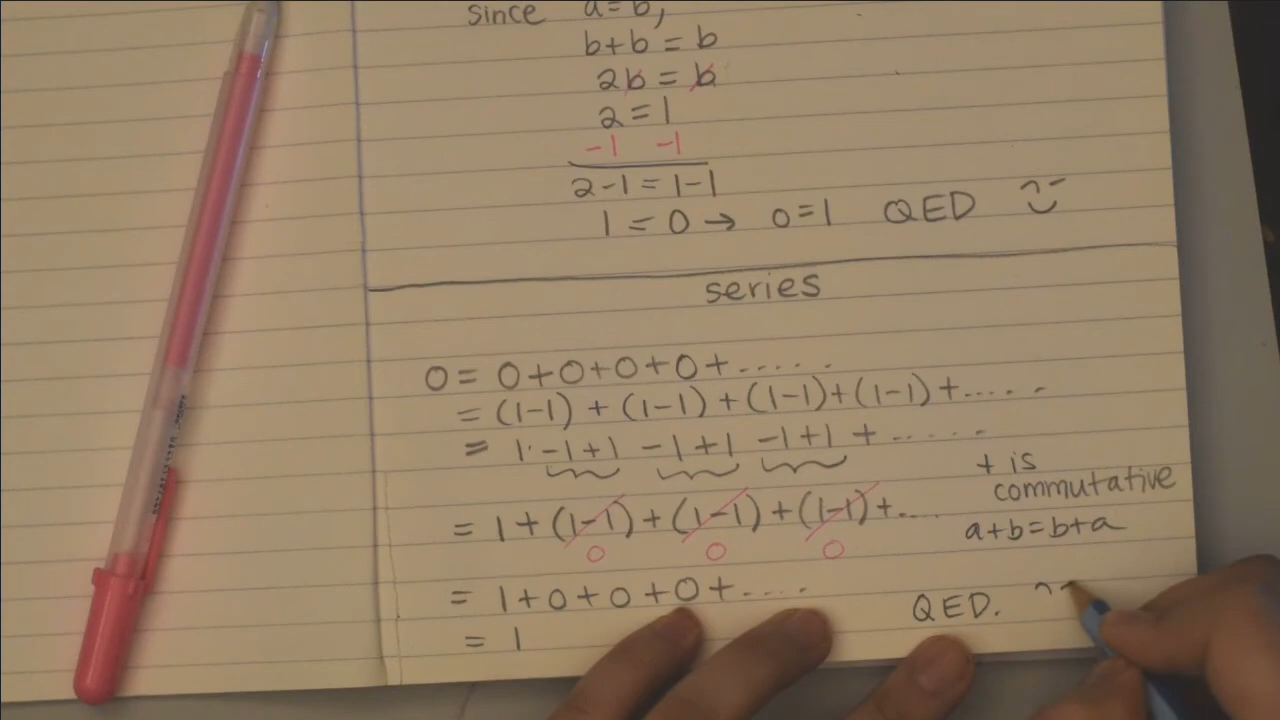 since a=b,
b+b = b
2b = b
2 = 1
-1 -1
2-1 = 1-1
1 = 0 → 0=1 QED
series
0 = 0+0+0+0+......
= (1-1) + (1-1) + (1-1)+(1-1) +.....
= 1 -1+1 -1+1 -1+1 + .....
+ is
commutative
a+b=b+a
= 1 + (1-1) + (1-1) + (1-1) +....
0 0 0
= 1+0+0+0+....
= 1
QED.